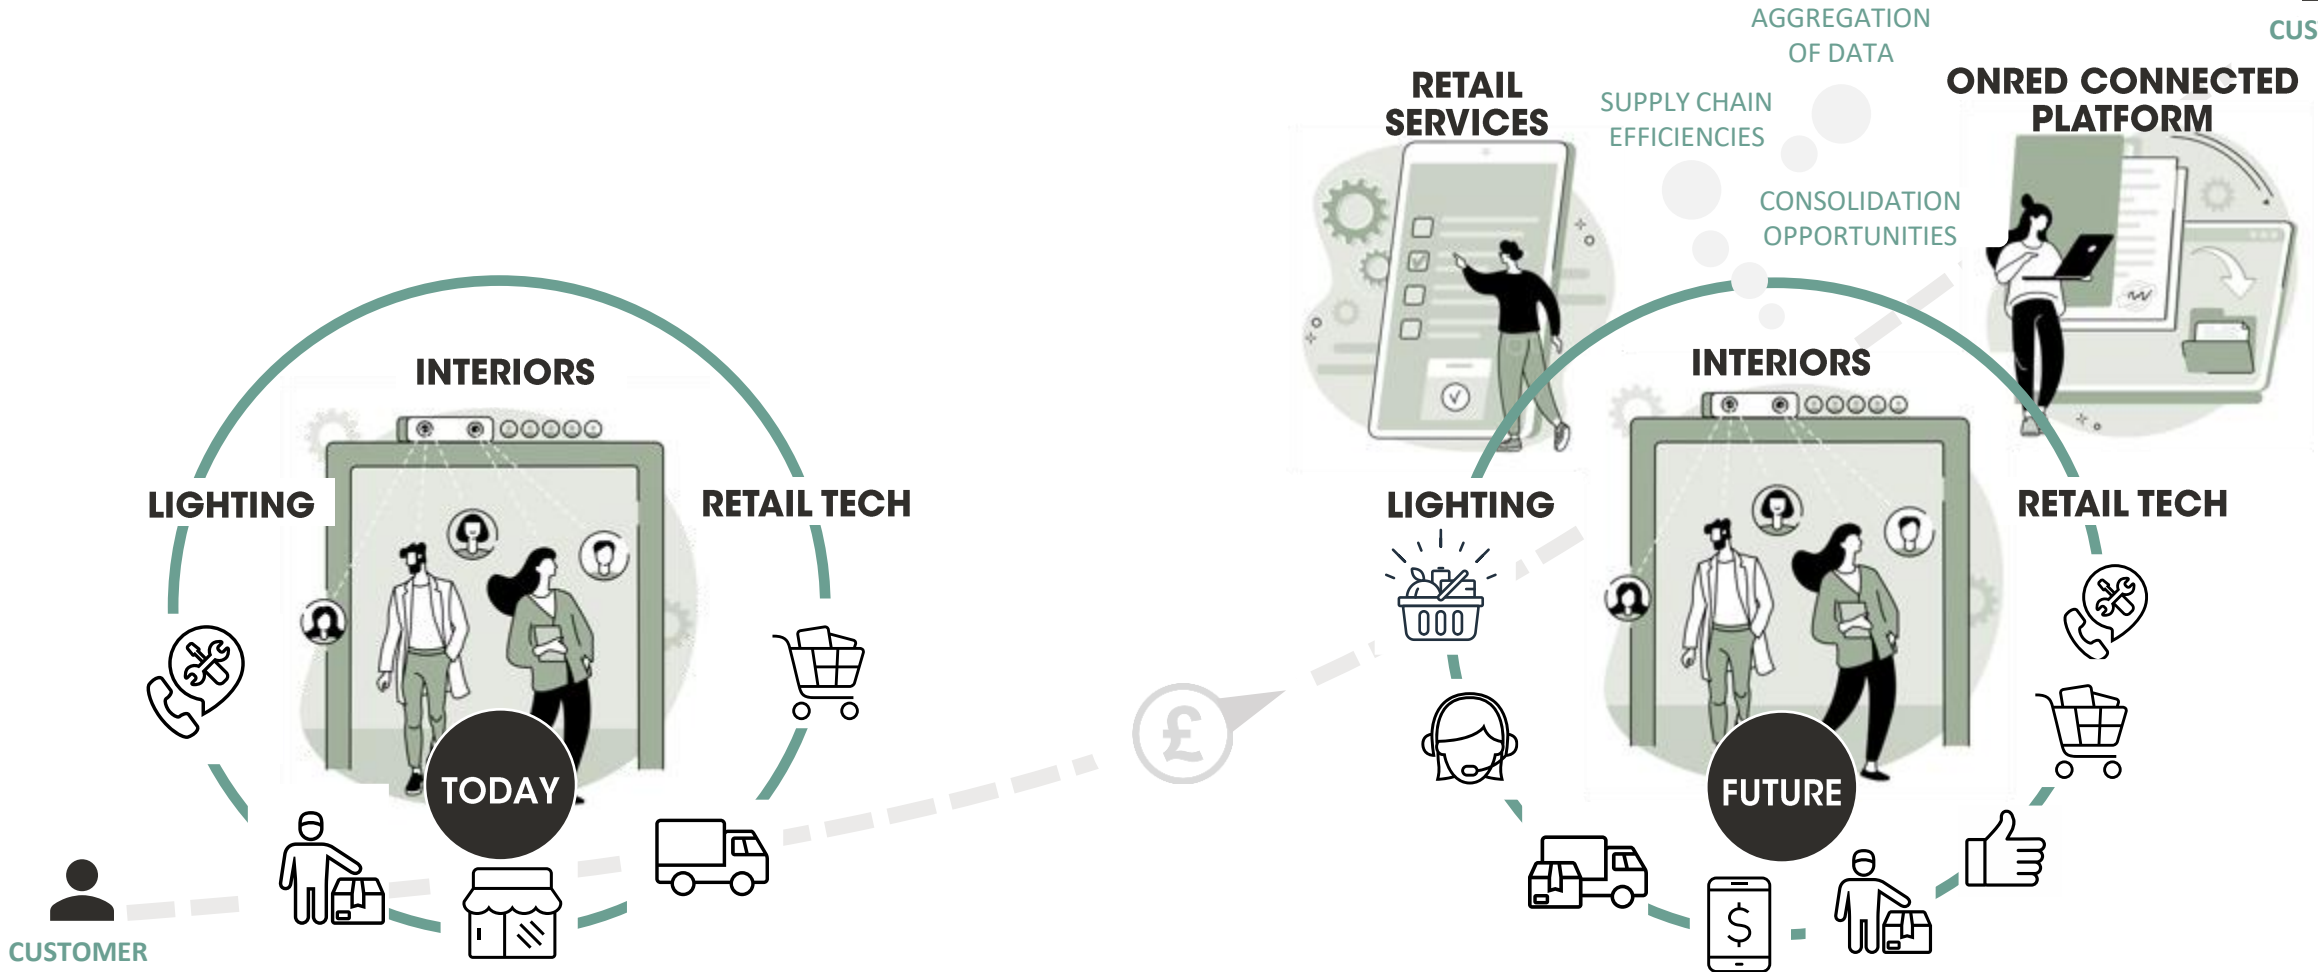 AGGREGATION
OF DATA
CUS
RETAIL
SERVICES
SUPPLY CHAIN
EFFICIENCIES
ONRED CONNECTED
PLATFORM
CONSOLIDATION
OPPORTUNITIES
INTERIORS
LIGHTING
RETAIL TECH
TODAY
CUSTOMER
£
INTERIORS
LIGHTING
RETAIL TECH
FUTURE
$